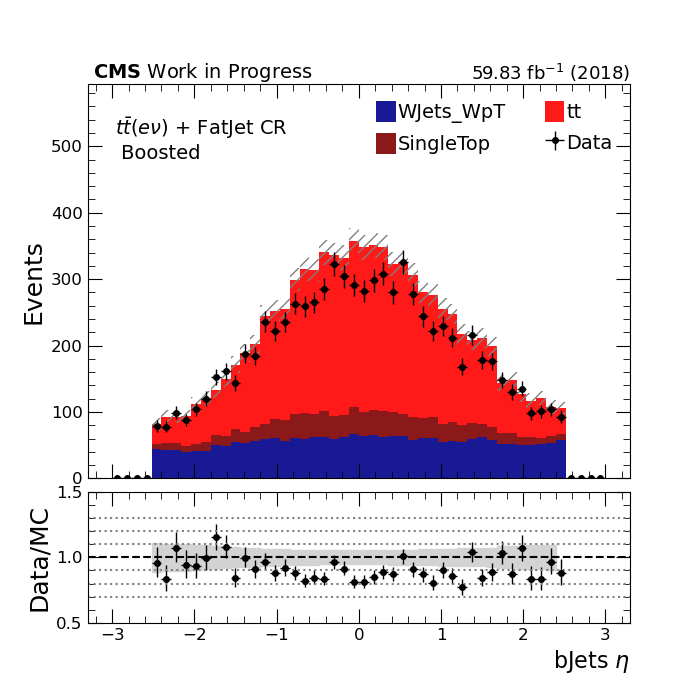 CMS Work in Progress 59.83 fb⁻¹ (2018)
tt̄(eν) + FatJet CR
Boosted
WJets_WpT tt
SingleTop Data
Events
500
400
300
200
100
0
Data/MC
1.5
1.0
0.5
−3 −2 −1 0 1 2 3
bJets η